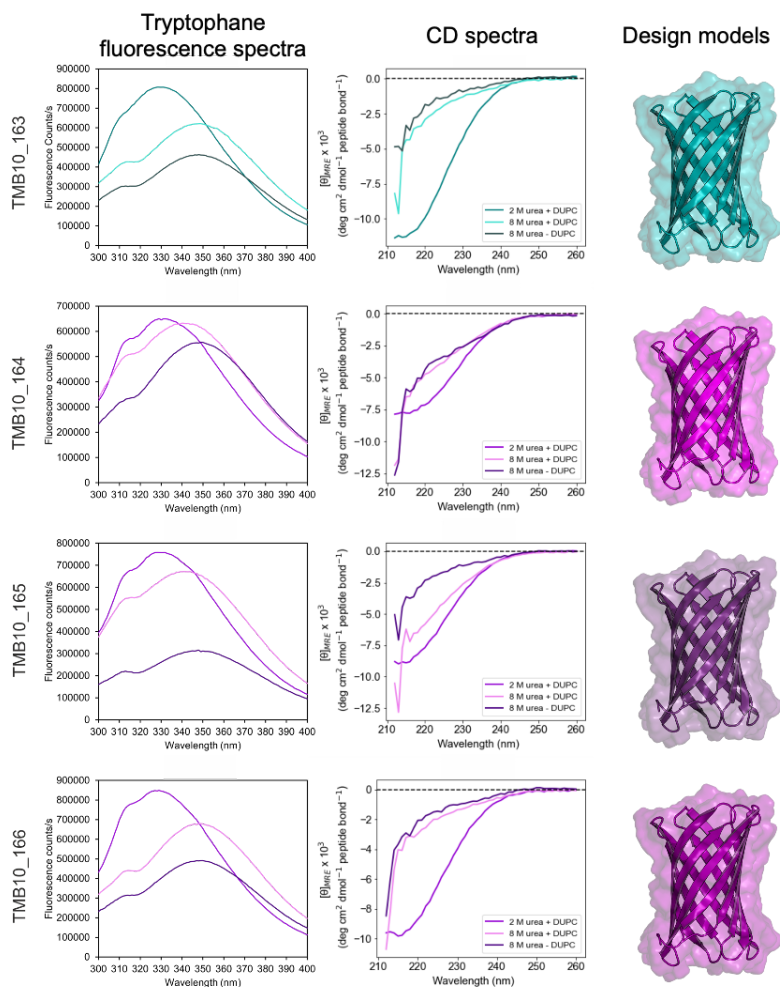 Tryptophane
fluorescence spectra
CD spectra
Design models
TMB10_163
900000
800000
700000
600000
500000
400000
300000
200000
100000
0
300 310 320 330 340 350 360 370 380 390 400
Fluorescence Counts/s
Wavelength (nm)
0.0
−2.5
−5.0
−7.5
−10.0
210 220 230 240 250 260
[θ]MRE x 10³
(deg cm² dmol⁻¹ peptide bond⁻¹)
2 M urea + DUPC
8 M urea + DUPC
8 M urea - DUPC
Wavelength (nm)
TMB10_164
700000
600000
500000
400000
300000
200000
100000
0
300 310 320 330 340 350 360 370 380 390 400
Fluorescence counts/s
Wavelength (nm)
0.0
−2.5
−5.0
−7.5
−10.0
−12.5
210 220 230 240 250 260
[θ]MRE x 10³
(deg cm² dmol⁻¹ peptide bond⁻¹)
2 M urea + DUPC
8 M urea + DUPC
8 M urea - DUPC
Wavelength (nm)
TMB10_165
800000
700000
600000
500000
400000
300000
200000
100000
0
300 310 320 330 340 350 360 370 380 390 400
Fluorescence counts/s
Wavelength (nm)
0.0
−2.5
−5.0
−7.5
−10.0
−12.5
210 220 230 240 250 260
[θ]MRE x 10³
(deg cm² dmol⁻¹ peptide bond⁻¹)
2 M urea + DUPC
8 M urea + DUPC
8 M urea - DUPC
Wavelength (nm)
TMB10_166
900000
800000
700000
600000
500000
400000
300000
200000
100000
0
300 310 320 330 340 350 360 370 380 390 400
Fluorescence counts/s
Wavelength (nm)
0
−2
−4
−6
−8
−10
210 220 230 240 250 260
[θ]MRE x 10³
(deg cm² dmol⁻¹ peptide bond⁻¹)
2 M urea + DUPC
8 M urea + DUPC
8 M urea - DUPC
Wavelength (nm)